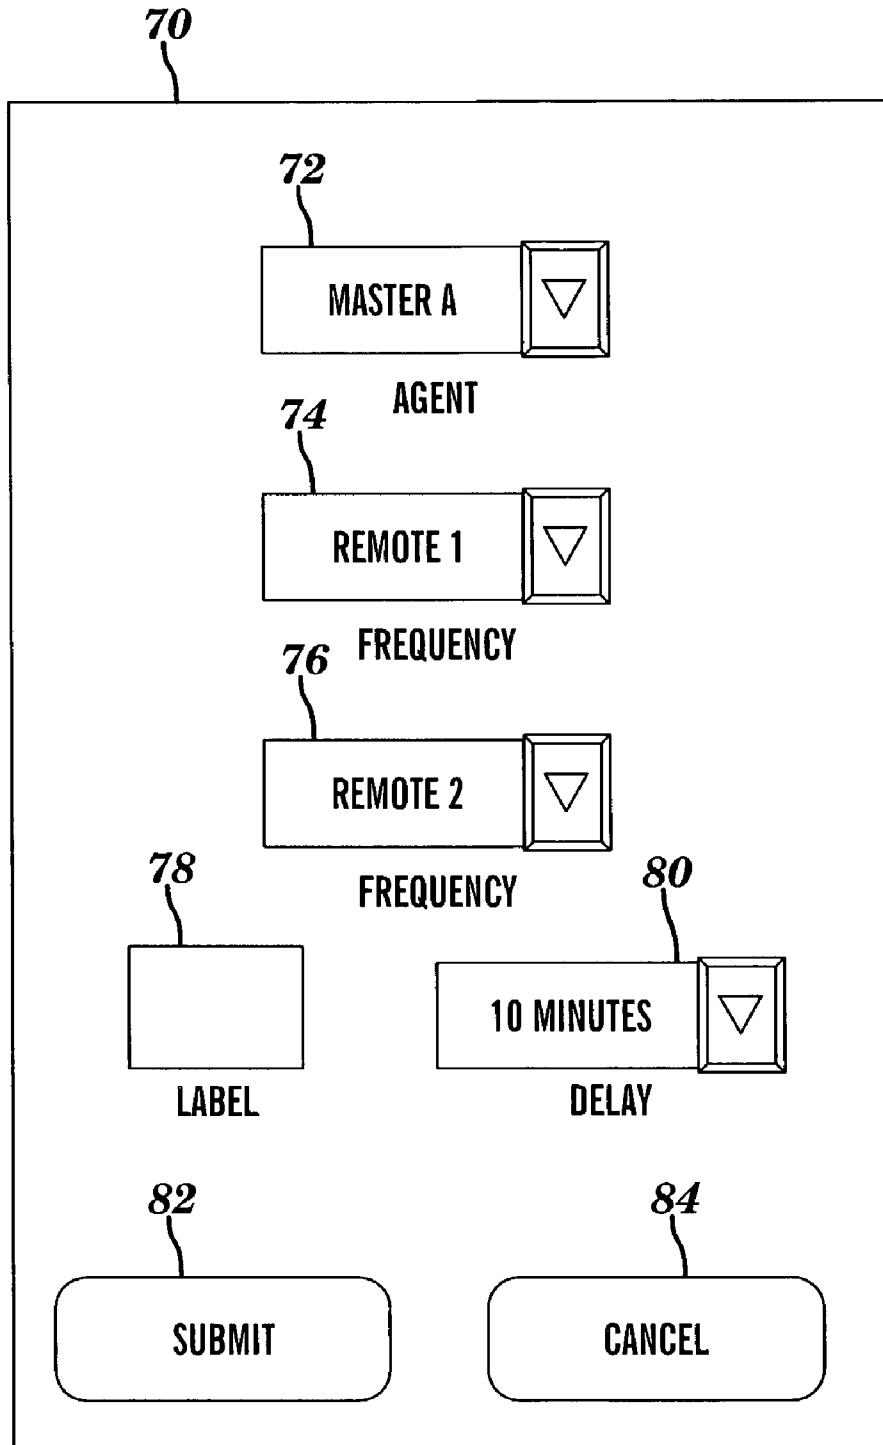 70
72
MASTER A
AGENT
74
REMOTE 1
FREQUENCY
76
REMOTE 2
FREQUENCY
78
LABEL
80
10 MINUTES
DELAY
82
SUBMIT
84
CANCEL